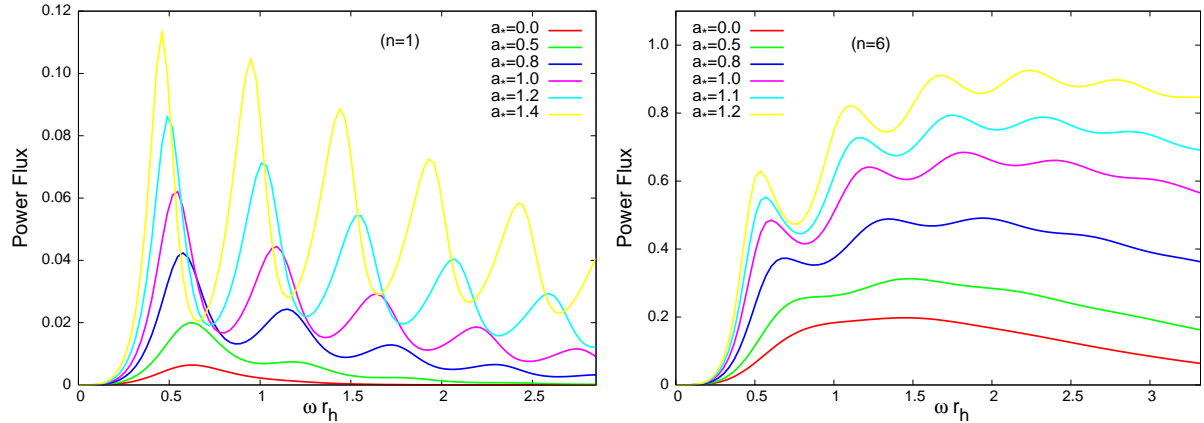 0.12
0.10
0.08
0.06
0.04
0.02
0
Power Flux
(n=1)
a*=0.0
a*=0.5
a*=0.8
a*=1.0
a*=1.2
a*=1.4
0 0.5 1 1.5 2 2.5
ω r_h
1.0
0.8
0.6
0.4
0.2
0
Power Flux
a*=0.0
a*=0.5
a*=0.8
a*=1.0
a*=1.1
a*=1.2
(n=6)
0 0.5 1 1.5 2 2.5 3
ω r_h